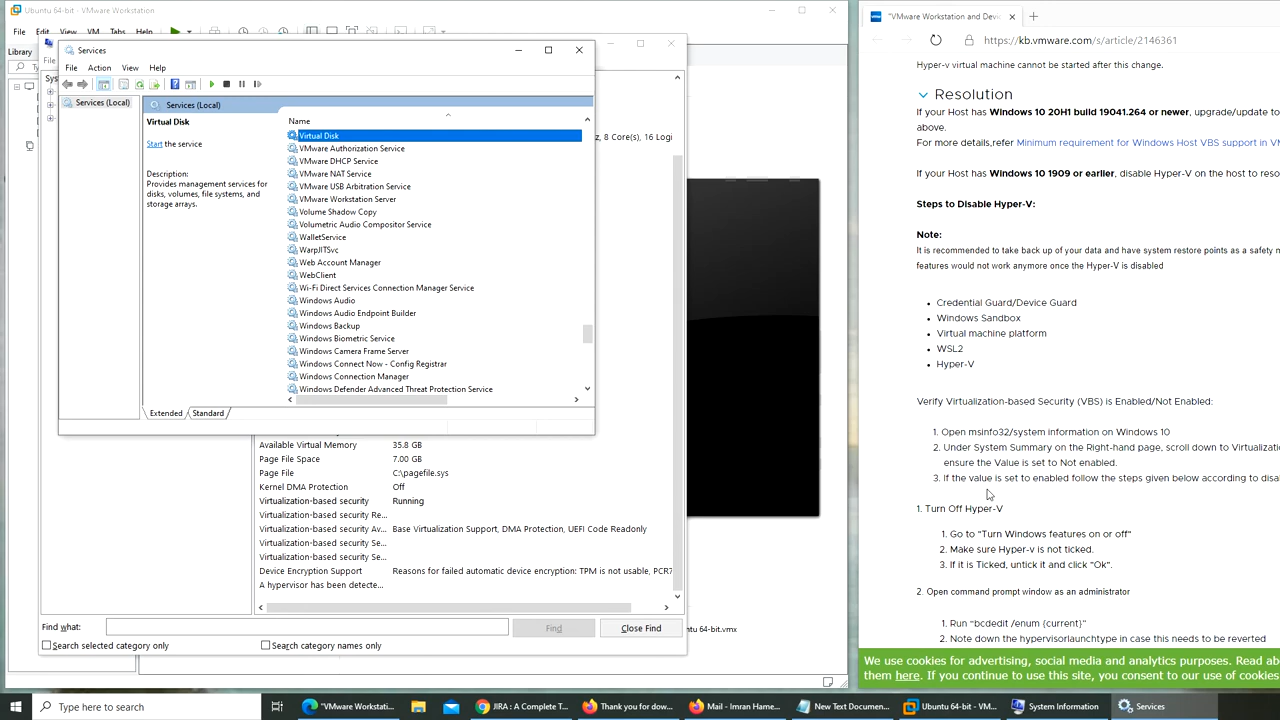 Ubuntu 64-bit - VMware Workstation
File Edit View VM Tabs Help
Library
Services
File Action View Help
Services (Local)
Services (Local)
Virtual Disk
Start the service
Description:
Provides management services for
disks, volumes, file systems, and
storage arrays.
Name
Virtual Disk
VMware Authorization Service
VMware DHCP Service
VMware NAT Service
VMware USB Arbitration Service
VMware Workstation Server
Volume Shadow Copy
Volumetric Audio Compositor Service
WalletService
WarpJITSvc
Web Account Manager
WebClient
Wi-Fi Direct Services Connection Manager Service
Windows Audio
Windows Audio Endpoint Builder
Windows Backup
Windows Biometric Service
Windows Camera Frame Server
Windows Connect Now - Config Registrar
Windows Connection Manager
Windows Defender Advanced Threat Protection Service
Extended Standard
z, 8 Core(s), 16 Logi
Available Virtual Memory 35.8 GB
Page File Space 7.00 GB
Page File C:\pagefile.sys
Kernel DMA Protection Off
Virtualization-based security Running
Virtualization-based security Re...
Virtualization-based security Av... Base Virtualization Support, DMA Protection, UEFI Code Readonly
Virtualization-based security Se...
Virtualization-based security Se...
Device Encryption Support Reasons for failed automatic device encryption: TPM is not usable, PCR7
A hypervisor has been detecte...
Find what: Find Close Find
Search selected category only Search category names only
ntu 64-bit.vmx
"VMware Workstation and Devic
https://kb.vmware.com/s/article/2146361
Hyper-v virtual machine cannot be started after this change.
Resolution
If your Host has Windows 10 20H1 build 19041.264 or newer, upgrade/update to
above.
For more details,refer Minimum requirement for Windows Host VBS support in VM
If your Host has Windows 10 1909 or earlier, disable Hyper-V on the host to reso
Steps to Disable Hyper-V:
Note:
It is recommended to take back up of your data and have system restore points as a safety m
features would not work anymore once the Hyper-V is disabled
• Credential Guard/Device Guard
• Windows Sandbox
• Virtual machine platform
• WSL2
• Hyper-V
Verify Virtualization-based Security (VBS) is Enabled/Not Enabled:
1. Open msinfo32/system information on Windows 10
2. Under System Summary on the Right-hand page, scroll down to Virtualizatio
ensure the Value is set to Not enabled.
3. If the value is set to enabled follow the steps given below according to disa
1. Turn Off Hyper-V
1. Go to "Turn Windows features on or off"
2. Make sure Hyper-v is not ticked.
3. If it is Ticked, untick it and click “Ok”.
2. Open command prompt window as an administrator
1. Run “bcdedit /enum {current}”
2. Note down the hypervisorlaunchtype in case this needs to be reverted
We use cookies for advertising, social media and analytics purposes. Read abo
them here. If you continue to use this site, you consent to our use of cookies
Type here to search
"VMware Workstati...
JIRA : A Complete T...
Thank you for dow...
Mail - Imran Hame...
New Text Documen...
Ubuntu 64-bit - VM...
System Information
Services